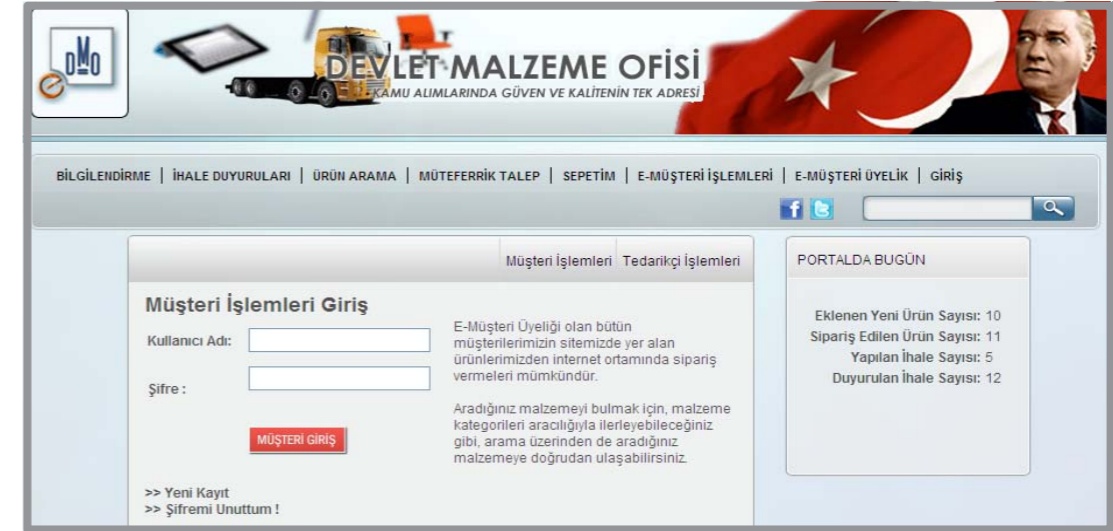 DMO
e
DEVLET MALZEME OFİSİ
KAMU ALIMLARINDA GÜVEN VE KALİTENİN TEK ADRESİ
BİLGİLENDİRME | İHALE DUYURULARI | ÜRÜN ARAMA | MÜTEFERRİK TALEP | SEPETİM | E-MÜŞTERİ İŞLEMLERİ | E-MÜŞTERİ ÜYELİK | GİRİŞ
Müşteri İşlemleri Tedarikçi İşlemleri
Müşteri İşlemleri Giriş
Kullanıcı Adı:
Şifre :
MÜŞTERİ GİRİŞ
>> Yeni Kayıt
>> Şifremi Unuttum !
E-Müşteri Üyeliği olan bütün
müşterilerimizin sitemizde yer alan
ürünlerimizden internet ortamında sipariş
vermeleri mümkündür.
Aradığınız malzemeyi bulmak için, malzeme
kategorileri aracılığıyla ilerleyebileceğiniz
gibi, arama üzerinden de aradığınız
malzemeye doğrudan ulaşabilirsiniz.
PORTALDA BUGÜN
Eklenen Yeni Ürün Sayısı: 10
Sipariş Edilen Ürün Sayısı: 11
Yapılan İhale Sayısı: 5
Duyurulan İhale Sayısı: 12